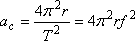 a_c = 4π²r / T² = 4π²rf²